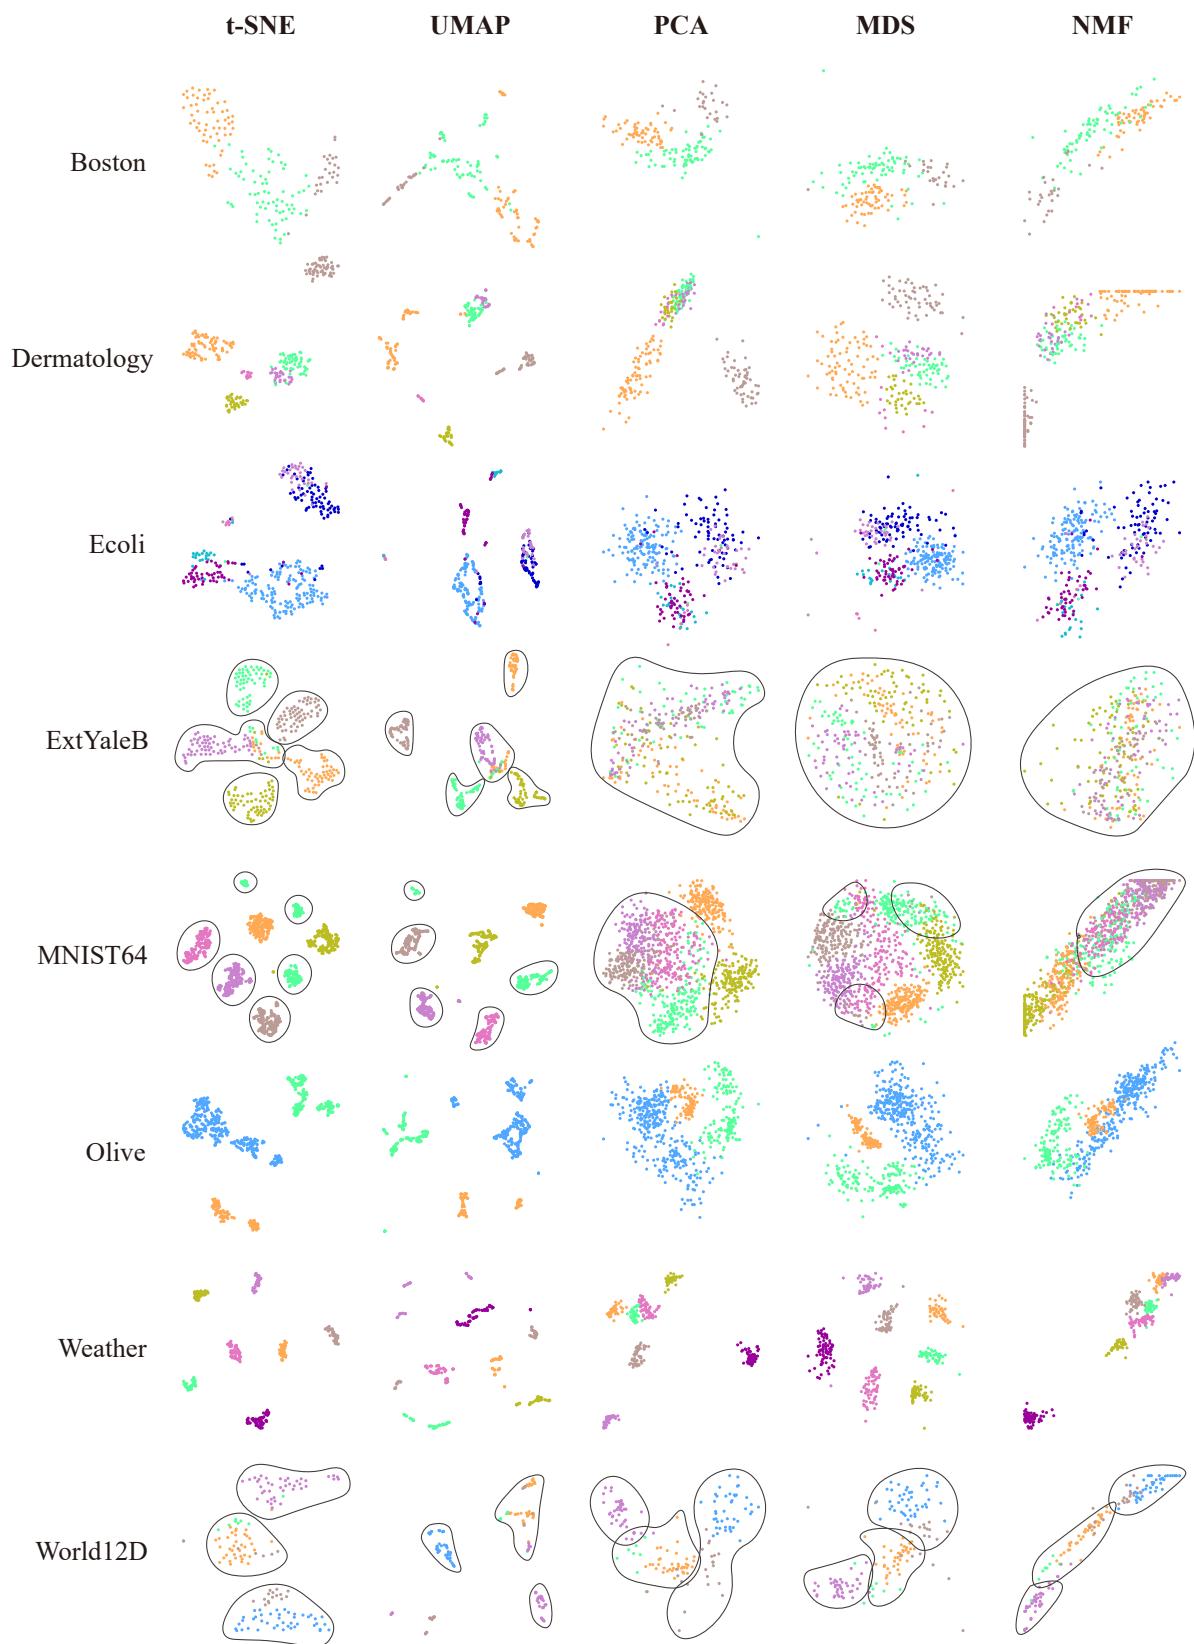 t-SNE UMAP PCA MDS NMF
Boston
Dermatology
Ecoli
ExtYaleB
MNIST64
Olive
Weather
World12D